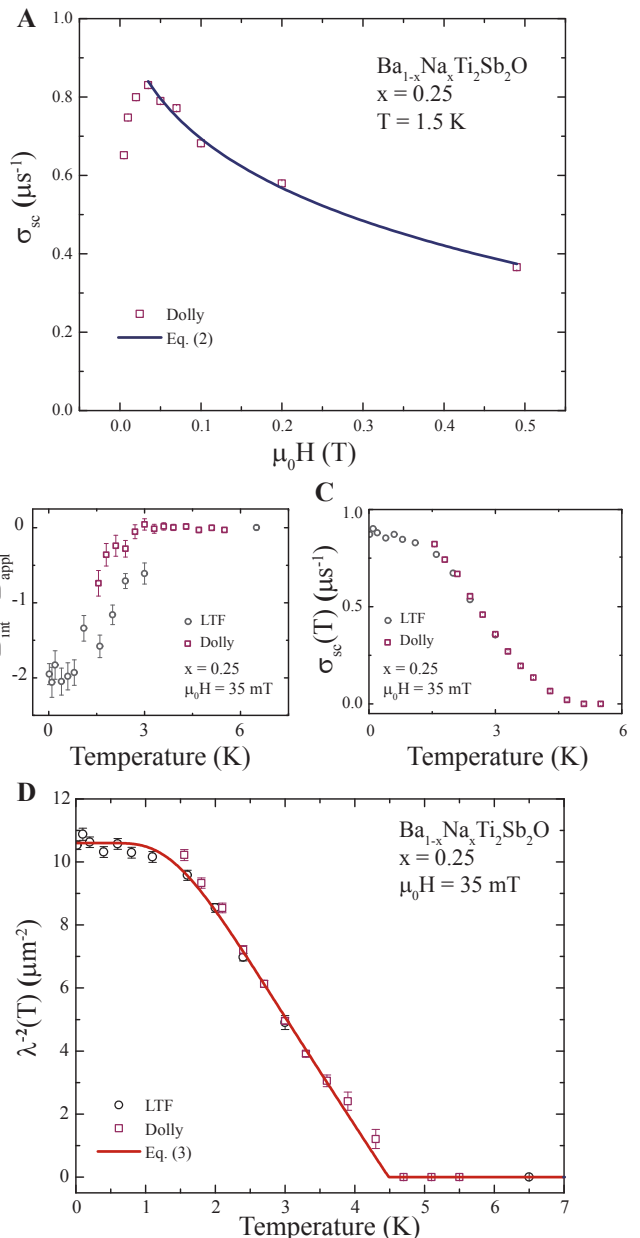 A
1.0
0.8
0.6
0.4
0.2
0.0
σsc (μs-1)
Ba1-xNaxTi2Sb2O
x = 0.25
T = 1.5 K
Dolly
Eq. (2)
0.0 0.1 0.2 0.3 0.4 0.5
μ0H (T)
int appl
0
-1
-2
LTF
Dolly
x = 0.25
μ0H = 35 mT
0 3 6
Temperature (K)
C
1.0
0.5
0.0
σsc(T) (μs-1)
LTF
Dolly
x = 0.25
μ0H = 35 mT
0 2 4 6
Temperature (K)
D
12
10
8
6
4
2
0
λ-2(T) (μm-2)
Ba1-xNaxTi2Sb2O
x = 0.25
μ0H = 35 mT
LTF
Dolly
Eq. (3)
0 1 2 3 4 5 6 7
Temperature (K)